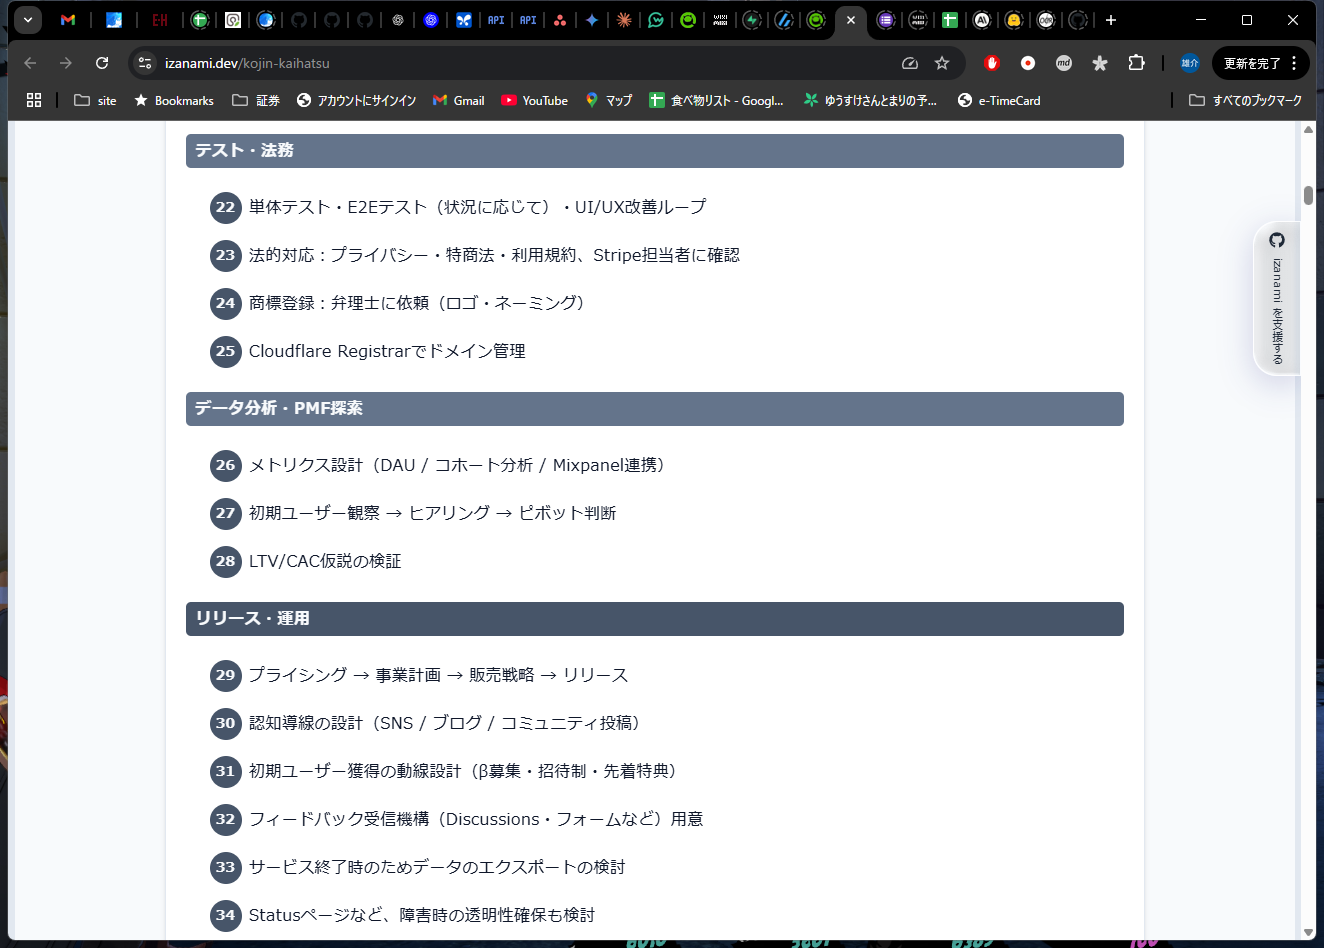 E-H
API
API
izanami.dev/kojin-kaihatsu
md
雄介
更新を完了
site
Bookmarks
証券
アカウントにサインイン
Gmail
YouTube
マップ
食べ物リスト - Googl...
ゆうすけさんとまりの予...
e-TimeCard
すべてのブックマーク
テスト・法務
22 単体テスト・E2Eテスト（状況に応じて）・UI/UX改善ループ
23 法的対応：プライバシー・特商法・利用規約、Stripe担当者に確認
24 商標登録：弁理士に依頼（ロゴ・ネーミング）
25 Cloudflare Registrarでドメイン管理
izanami を支援する
データ分析・PMF探索
26 メトリクス設計（DAU / コホート分析 / Mixpanel連携）
27 初期ユーザー観察 → ヒアリング → ピボット判断
28 LTV/CAC仮説の検証
リリース・運用
29 プライシング → 事業計画 → 販売戦略 → リリース
30 認知導線の設計（SNS / ブログ / コミュニティ投稿）
31 初期ユーザー獲得の動線設計（β募集・招待制・先着特典）
32 フィードバック受信機構（Discussions・フォームなど）用意
33 サービス終了時のためデータのエクスポートの検討
34 Statusページなど、障害時の透明性確保も検討